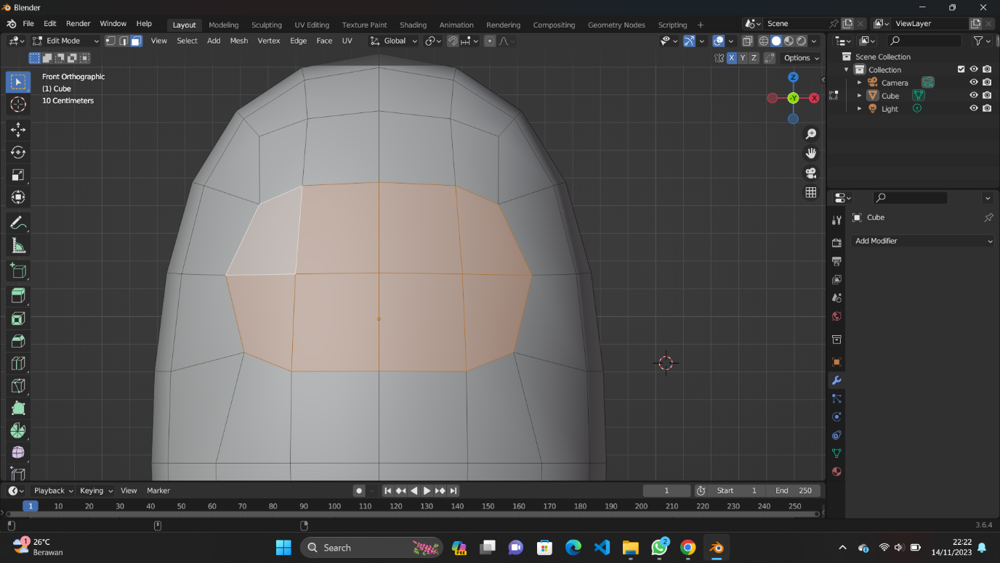 Blender
File Edit Render Window Help Layout Modeling Sculpting UV Editing Texture Paint Shading Animation Rendering Compositing Geometry Nodes Scripting + Scene ViewLayer
Edit Mode View Select Add Mesh Vertex Edge Face UV Global
X Y Z Options
Front Orthographic
(1) Cube
10 Centimeters
Z
-Y X
Scene Collection
Collection
Camera
Cube
Light
Cube
Add Modifier
Playback Keying View Marker 1 Start 1 End 250
1 10 20 30 40 50 60 70 80 90 100 110 120 130 140 150 160 170 180 190 200 210 220 230 240 250
3.6.4
1 26°C
Berawan
Search
PRE
2
22:22
14/11/2023